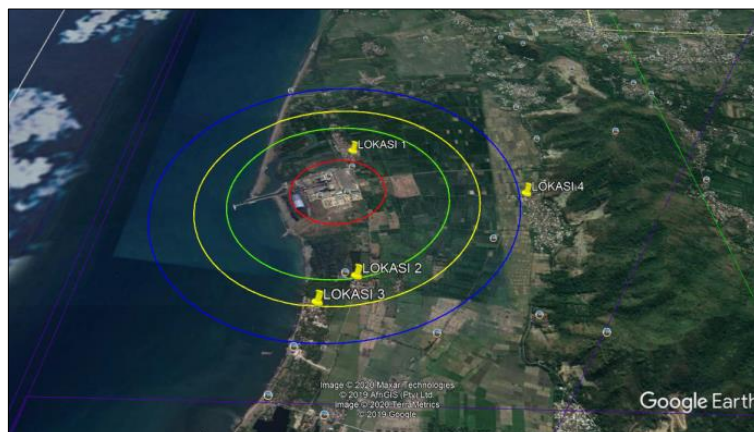 LOKASI 1
LOKASI 4
LOKASI 2
LOKASI 3
Image © 2020 Maxar Technologies
© 2019 AfriGIS (Pty) Ltd.
Image © 2020 TerraMetrics
© 2019 Google
Google Earth